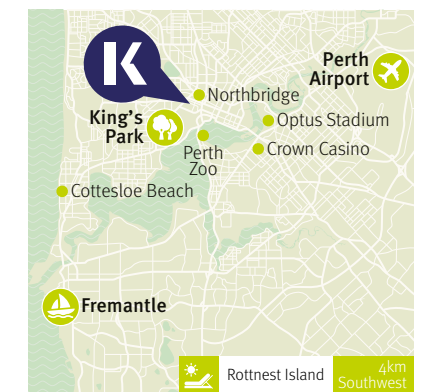 K
Perth
Airport
Northbridge
King's
Park
Optus Stadium
Perth
Zoo
Crown Casino
Cottesloe Beach
Fremantle
Rottnest Island
4km
Southwest